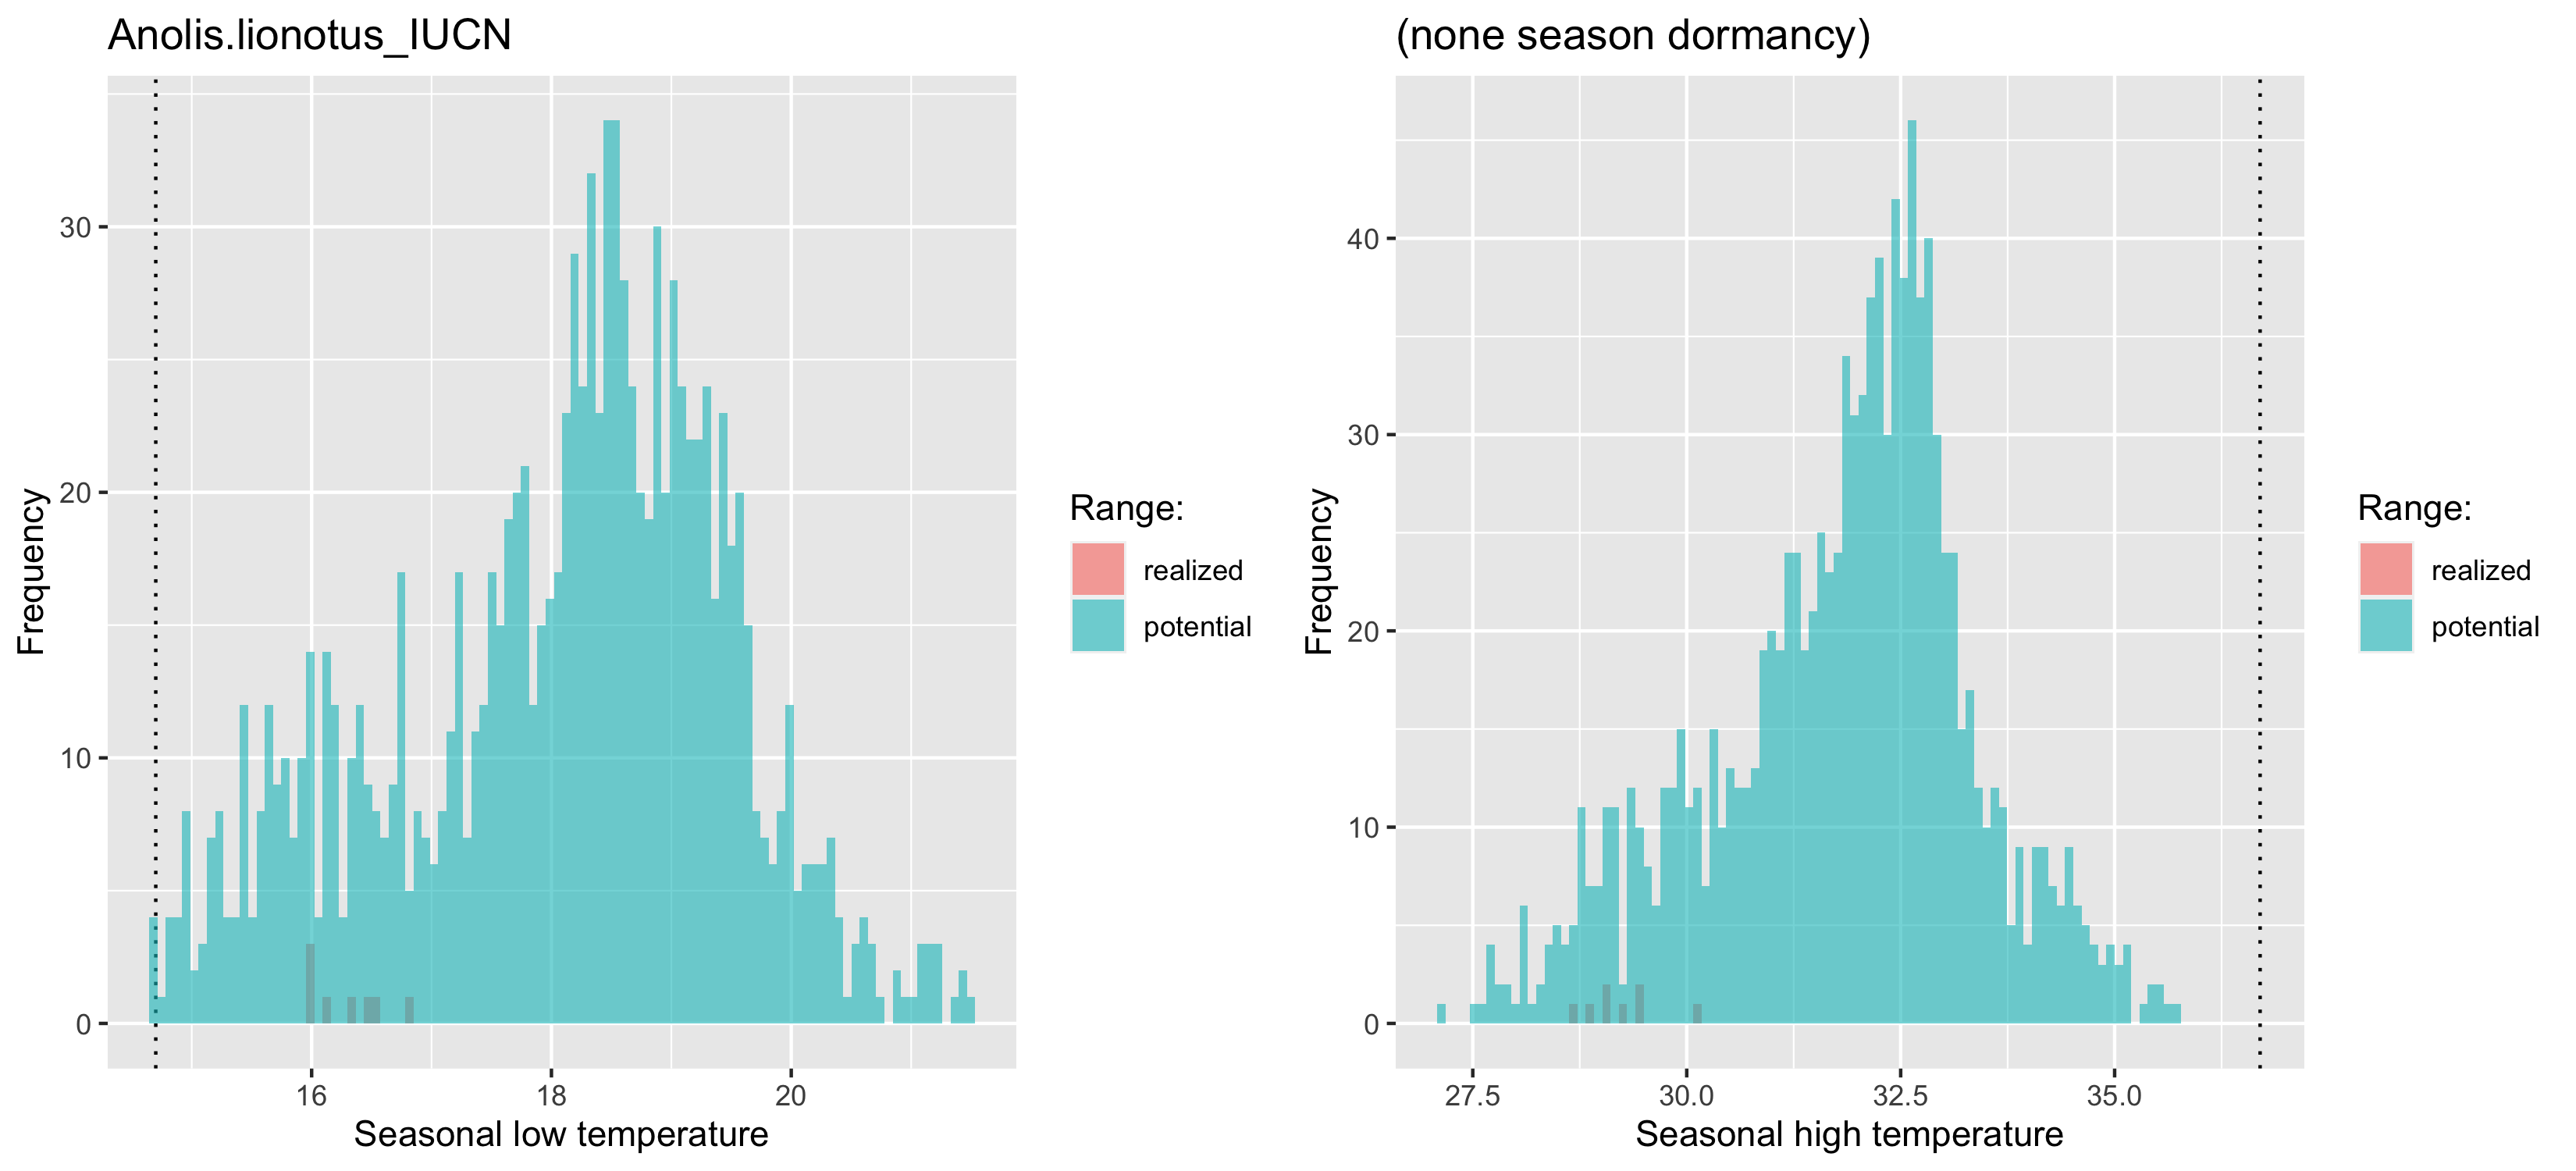 Anolis.lionotus_IUCN
Frequency
30
20
10
0
16 18 20
Seasonal low temperature
Range:
realized
potential
(none season dormancy)
Frequency
40
30
20
10
0
27.5 30.0 32.5 35.0
Seasonal high temperature
Range:
realized
potential